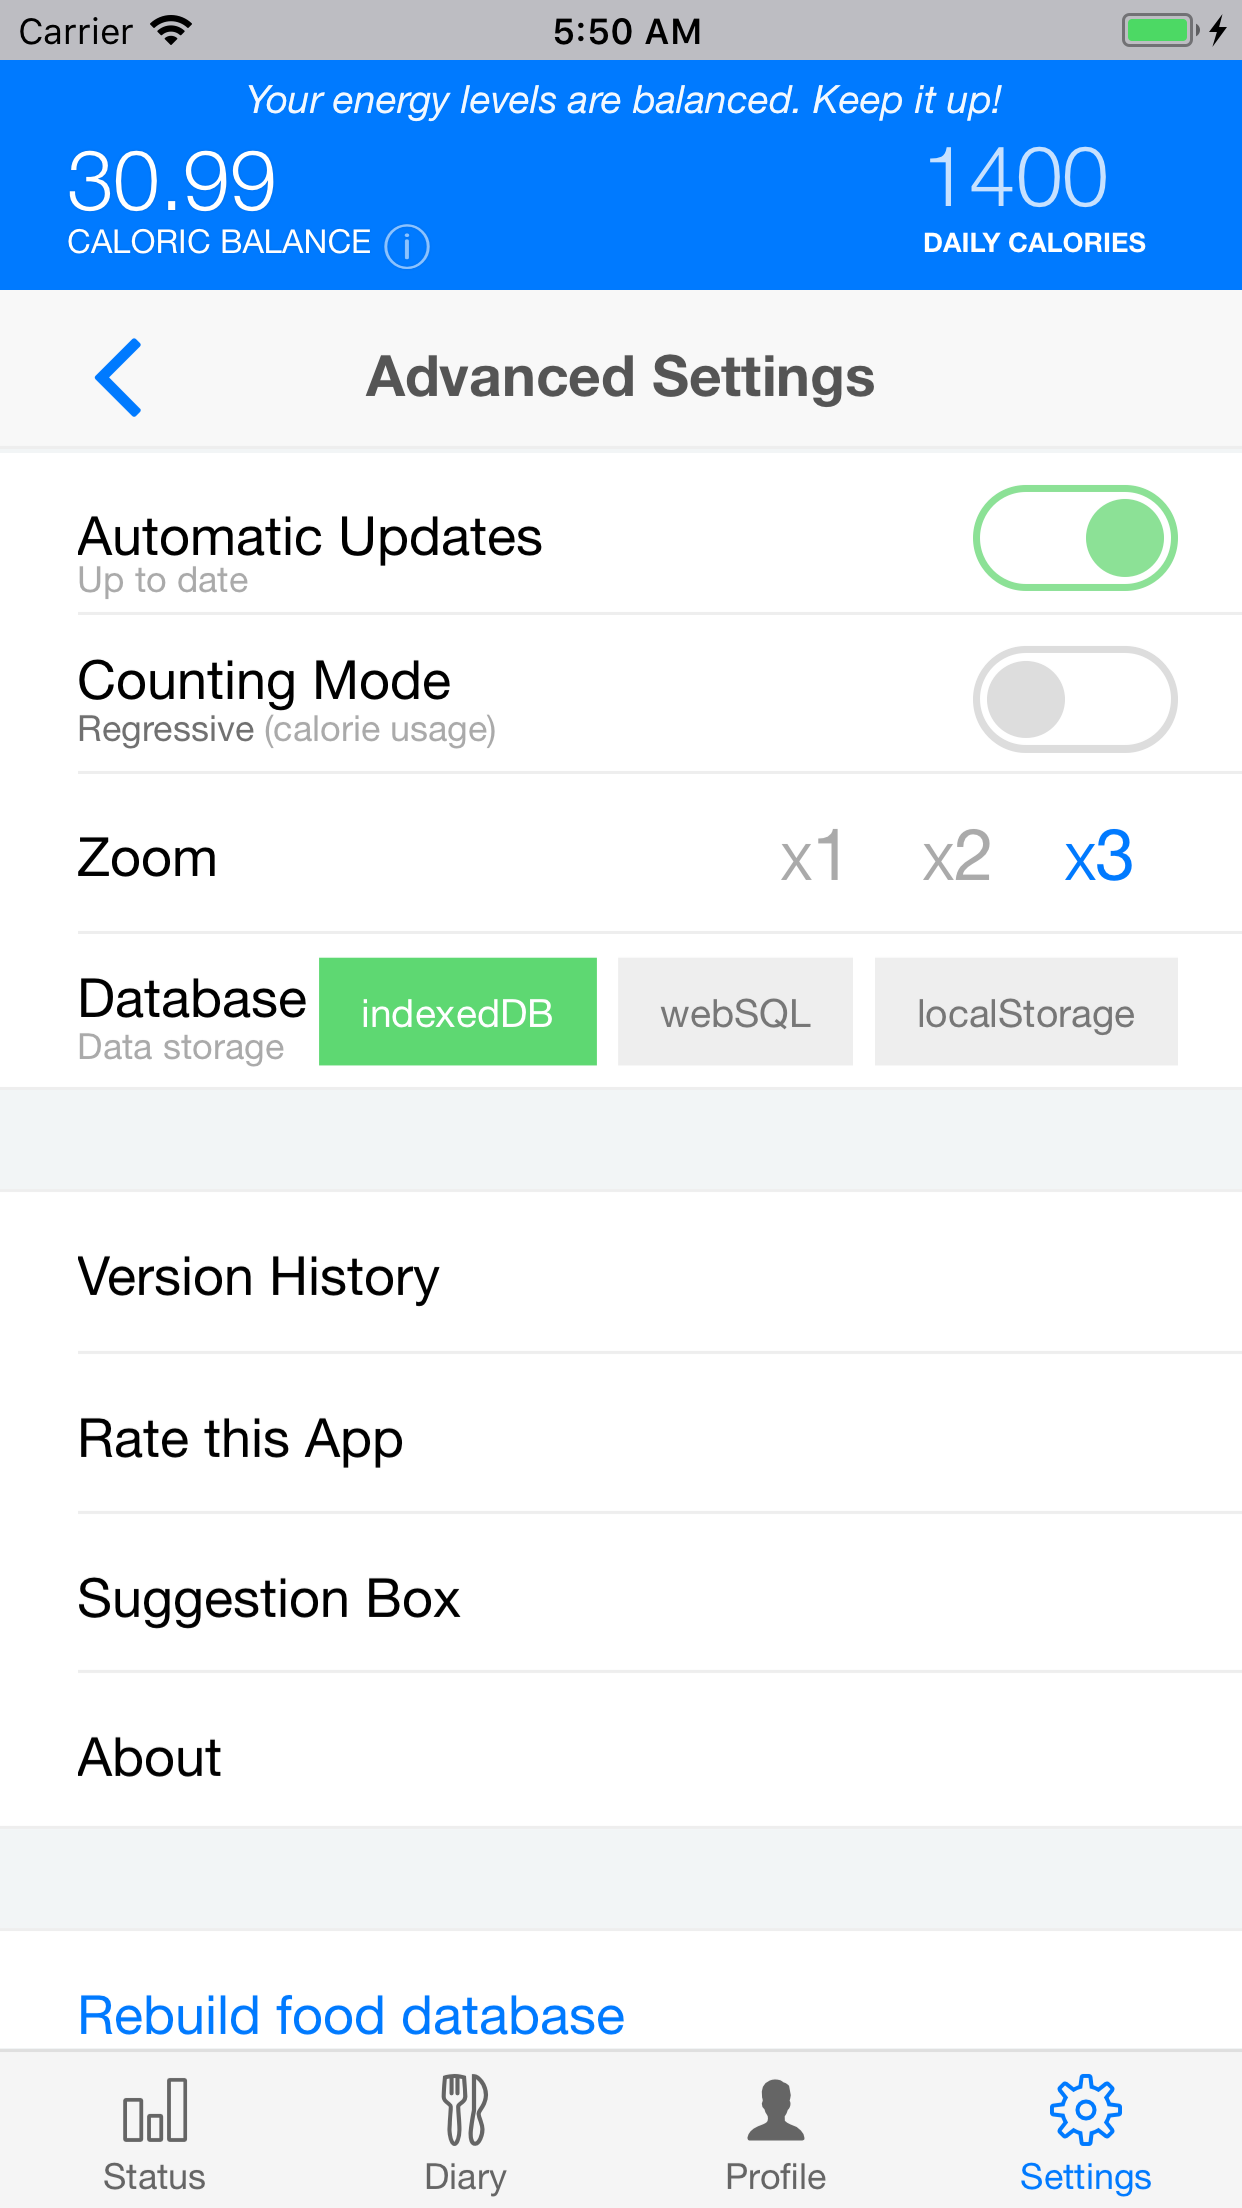 Carrier 5:50 AM
Your energy levels are balanced. Keep it up!
30.99 1400
CALORIC BALANCE DAILY CALORIES
Advanced Settings
Automatic Updates
Up to date
Counting Mode
Regressive (calorie usage)
Zoom x1 x2 x3
Database indexedDB webSQL localStorage
Data storage
Version History
Rate this App
Suggestion Box
About
Rebuild food database
Status Diary Profile Settings